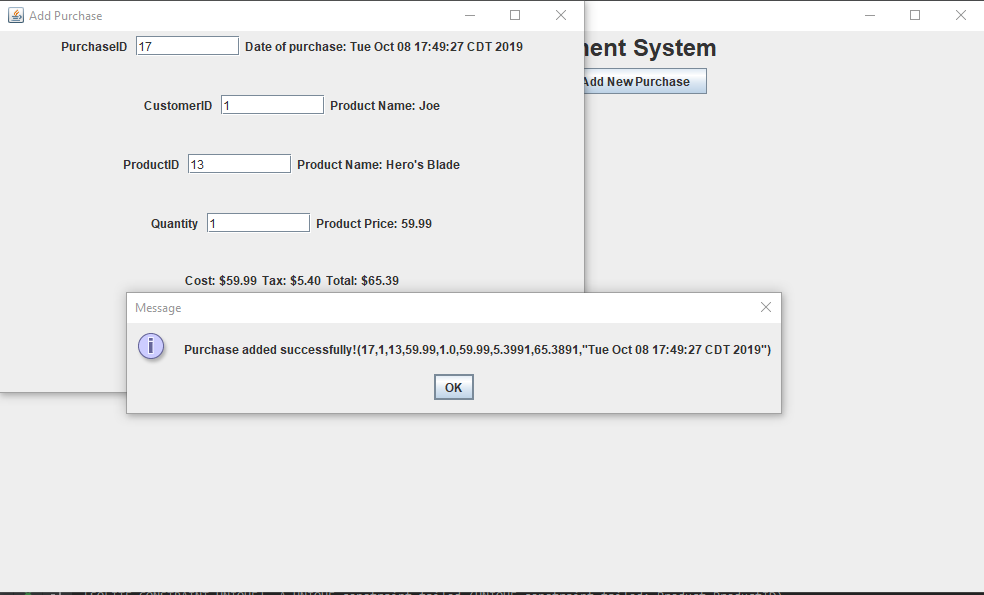 Add Purchase
PurchaseID 17 Date of purchase: Tue Oct 08 17:49:27 CDT 2019
System
Add New Purchase
CustomerID 1 Product Name: Joe
ProductID 13 Product Name: Hero's Blade
Quantity 1 Product Price: 59.99
Cost: $59.99 Tax: $5.40 Total: $65.39
Message
Purchase added successfully!(17,1,13,59.99,1.0,59.99,5.3991,65.3891,"Tue Oct 08 17:49:27 CDT 2019")
OK